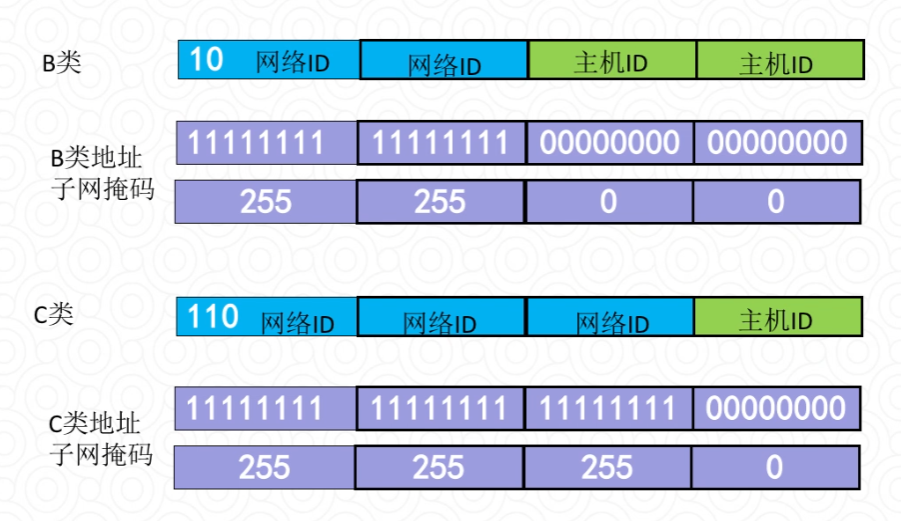 B类 10 网络ID 网络ID 主机ID 主机ID
B类地址
子网掩码
11111111 11111111 00000000 00000000
255 255 0 0
C类 110 网络ID 网络ID 网络ID 主机ID
C类地址
子网掩码
11111111 11111111 11111111 00000000
255 255 255 0